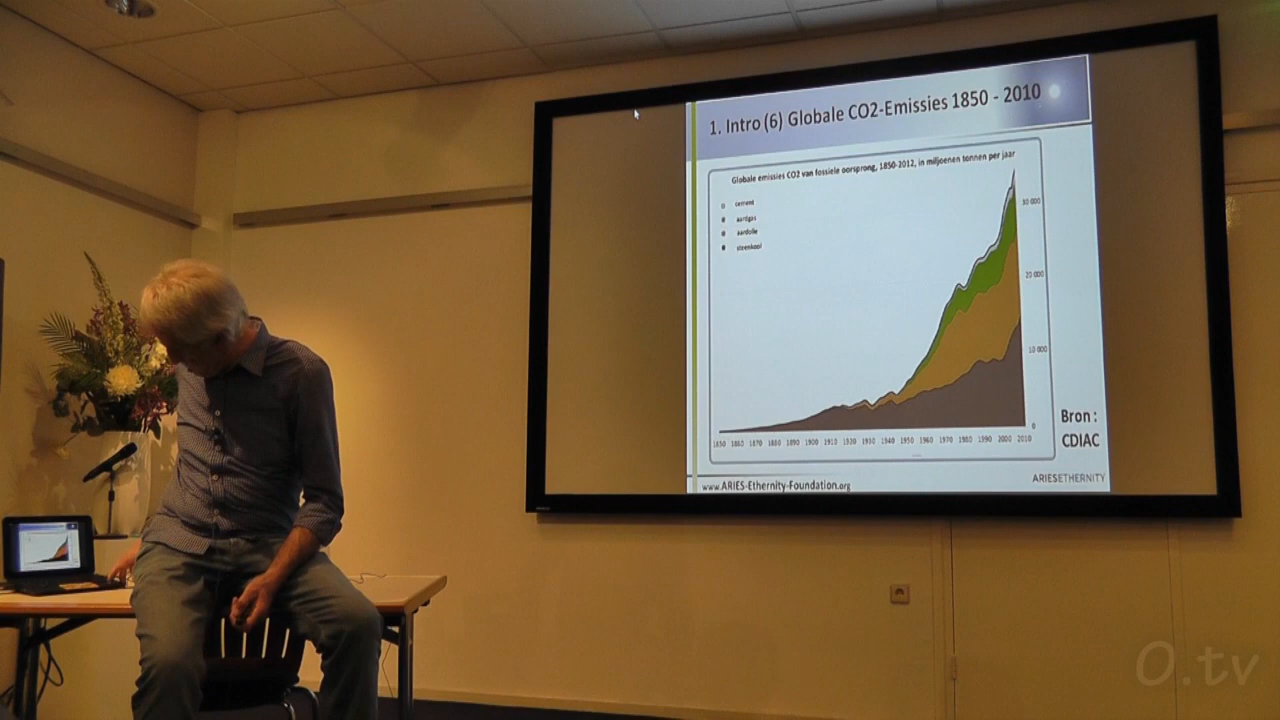 1. Intro (6) Globale CO2-Emissies 1850 - 2010
Globale emissies CO2 van fossiele oorsprong, 1850-2012, in miljoenen tonnen per jaar
cement
aardgas
aardolie
steenkool
30 000
20 000
10 000
0
1850 1860 1870 1880 1890 1900 1910 1920 1930 1940 1950 1960 1970 1980 1990 2000 2010
Bron :
CDIAC
www.ARIES-Ethernity-Foundation.org
ARIESETHERNITY
O.tv